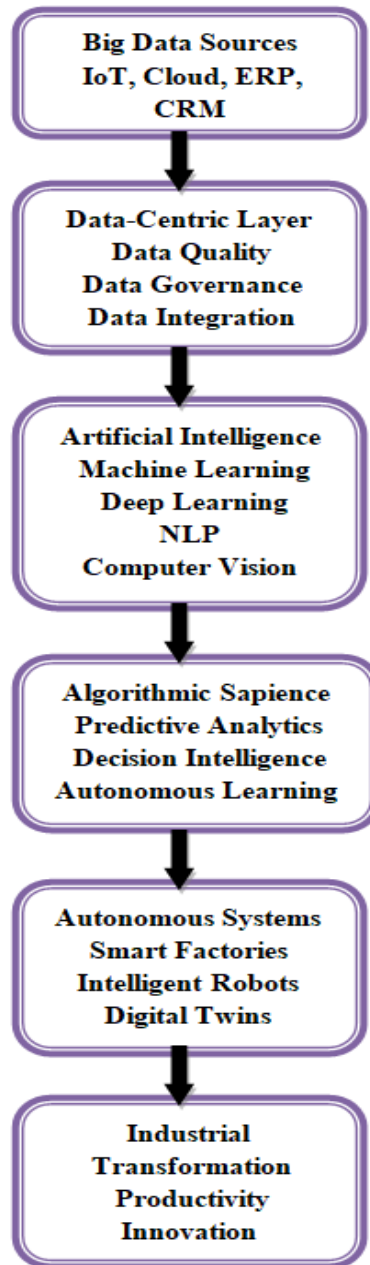 Big Data Sources
IoT, Cloud, ERP,
CRM
Data-Centric Layer
Data Quality
Data Governance
Data Integration
Artificial Intelligence
Machine Learning
Deep Learning
NLP
Computer Vision
Algorithmic Sapience
Predictive Analytics
Decision Intelligence
Autonomous Learning
Autonomous Systems
Smart Factories
Intelligent Robots
Digital Twins
Industrial
Transformation
Productivity
Innovation